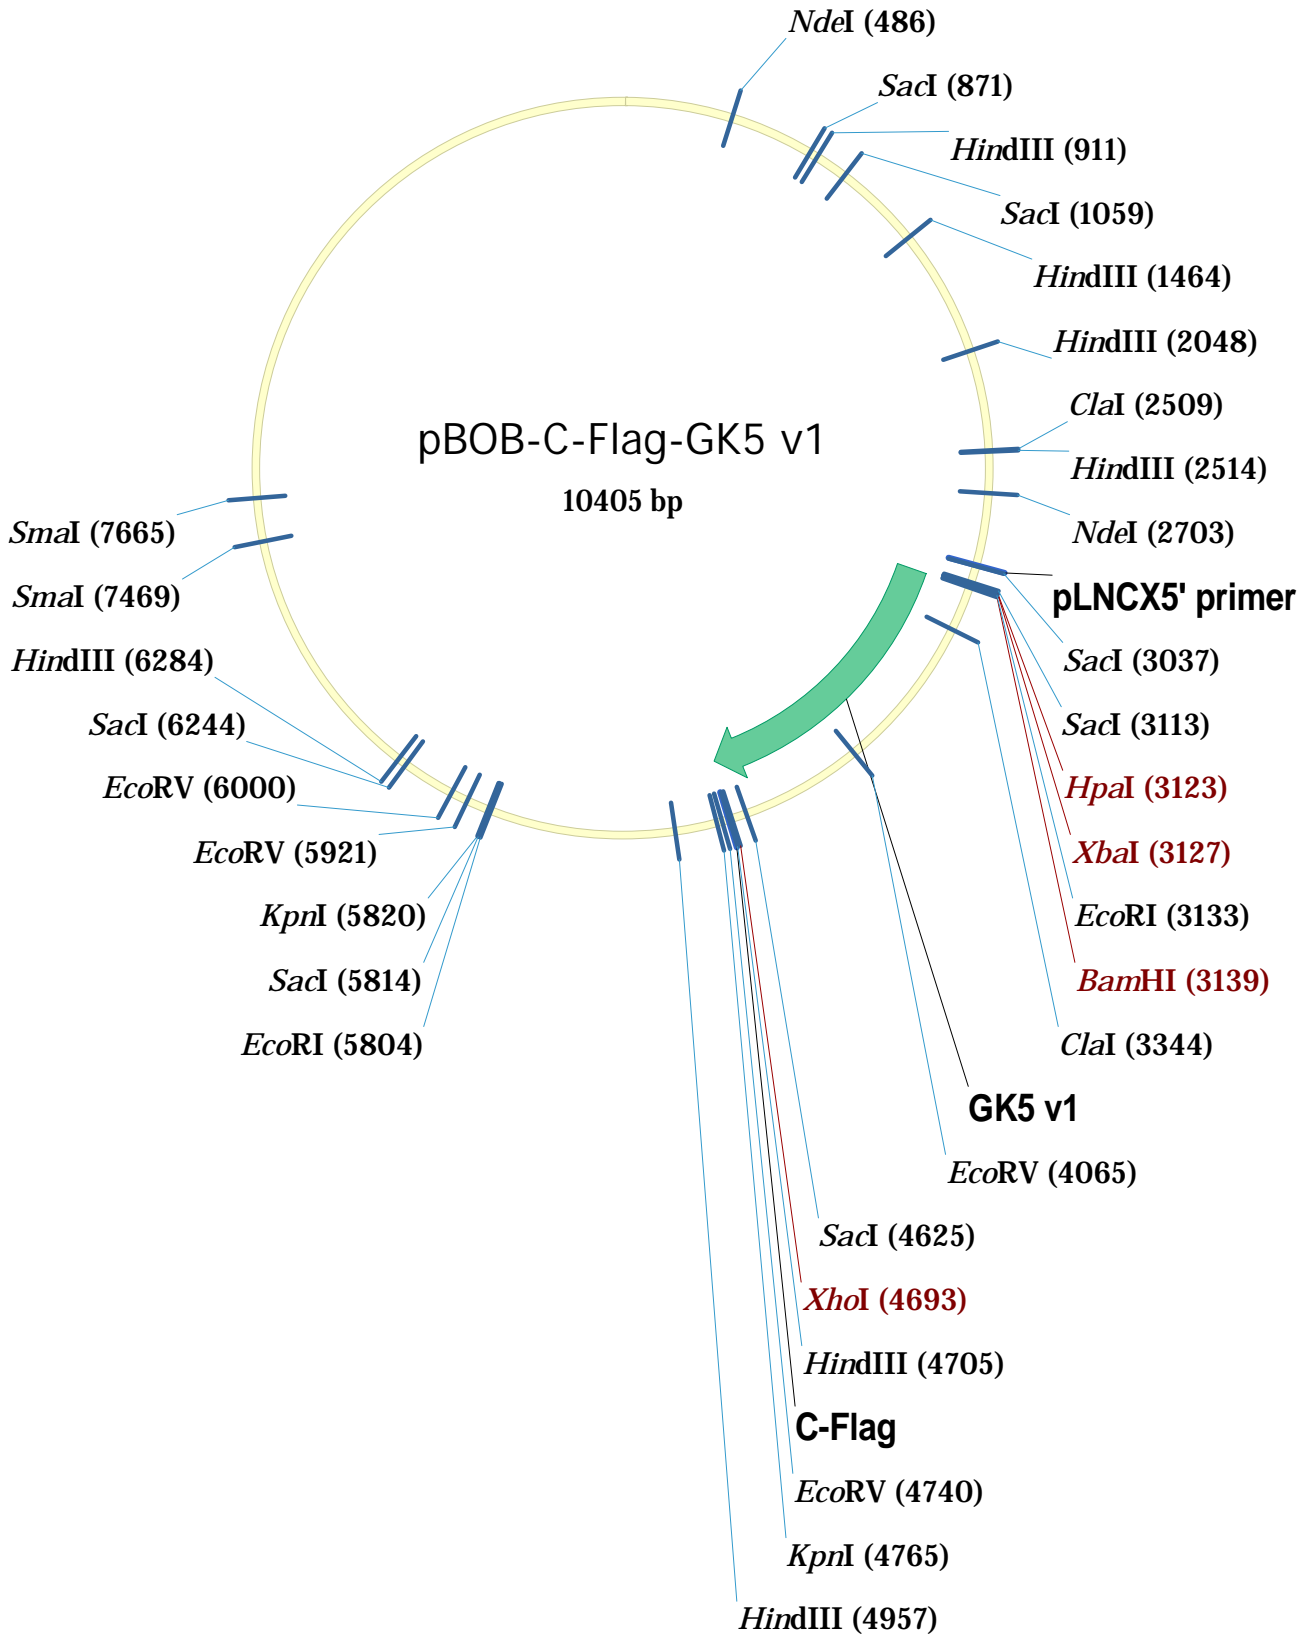 NdeI (486)
SacI (871)
HindIII (911)
SacI (1059)
HindIII (1464)
HindIII (2048)
ClaI (2509)
HindIII (2514)
NdeI (2703)
pLNCX5' primer
SacI (3037)
SacI (3113)
HpaI (3123)
XbaI (3127)
EcoRI (3133)
BamHI (3139)
ClaI (3344)
GK5 v1
EcoRV (4065)
SacI (4625)
XhoI (4693)
HindIII (4705)
C-Flag
EcoRV (4740)
KpnI (4765)
HindIII (4957)
EcoRI (5804)
SacI (5814)
KpnI (5820)
EcoRV (5921)
EcoRV (6000)
SacI (6244)
HindIII (6284)
SmaI (7469)
SmaI (7665)
pBOB-C-Flag-GK5 v1
10405 bp